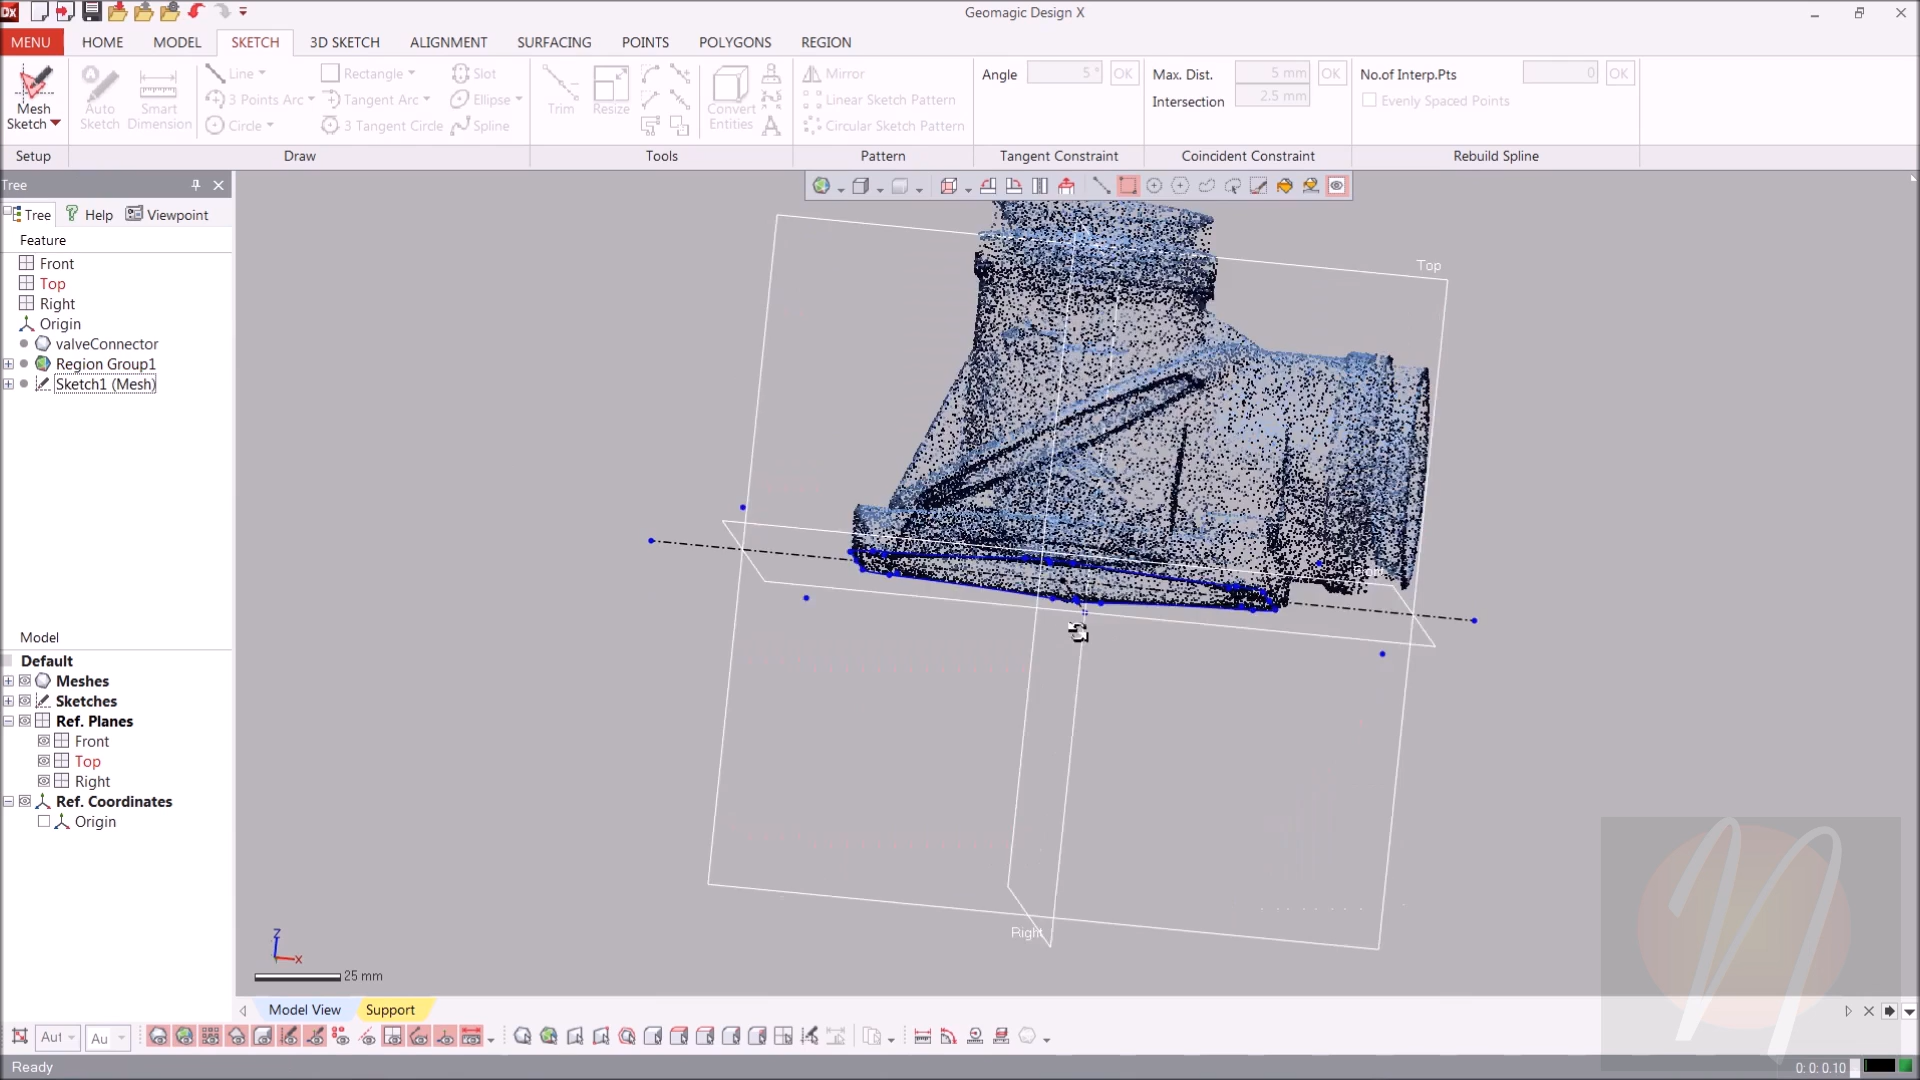 Dx
Geomagic Design X
MENU HOME MODEL SKETCH 3D SKETCH ALIGNMENT SURFACING POINTS POLYGONS REGION
Mesh Sketch
Auto Sketch
Smart Dimension
Line Rectangle Slot
3 Points Arc Tangent Arc Ellipse
Circle 3 Tangent Circle Spline
Trim
Resize
Convert Entities
Mirror
Linear Sketch Pattern
Circular Sketch Pattern
Angle 5 ° OK
Max. Dist. 5 mm OK
Intersection 2.5 mm
No.of Interp.Pts 0 OK
Evenly Spaced Points
Setup Draw Tools Pattern Tangent Constraint Coincident Constraint Rebuild Spline
Tree
Tree Help Viewpoint
Feature
Front
Top
Right
Origin
valveConnector
Region Group1
Sketch1 (Mesh)
Model
Default
Meshes
Sketches
Ref. Planes
Front
Top
Right
Ref. Coordinates
Origin
Top
Right
Z
X
25 mm
Model View Support
Aut Au
Ready
0: 0: 0.10